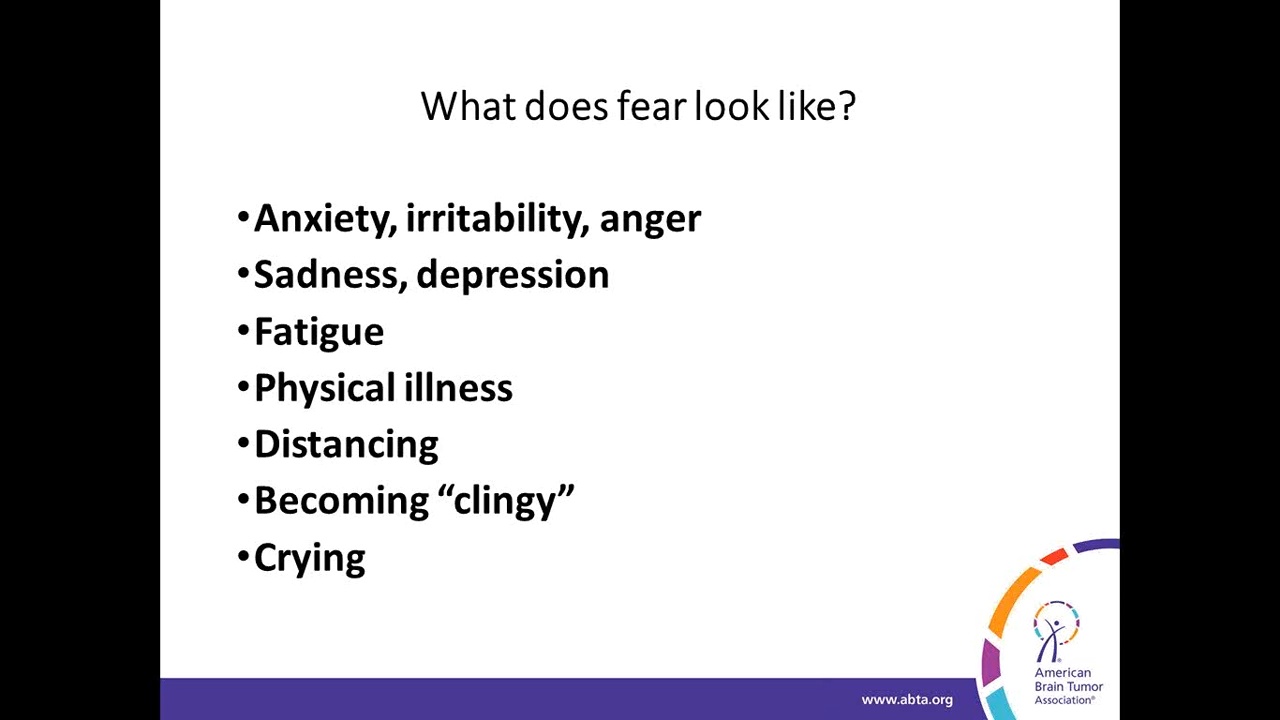 What does fear look like?
•Anxiety, irritability, anger
•Sadness, depression
•Fatigue
•Physical illness
•Distancing
•Becoming “clingy”
•Crying
www.abta.org
American
Brain Tumor
Association®